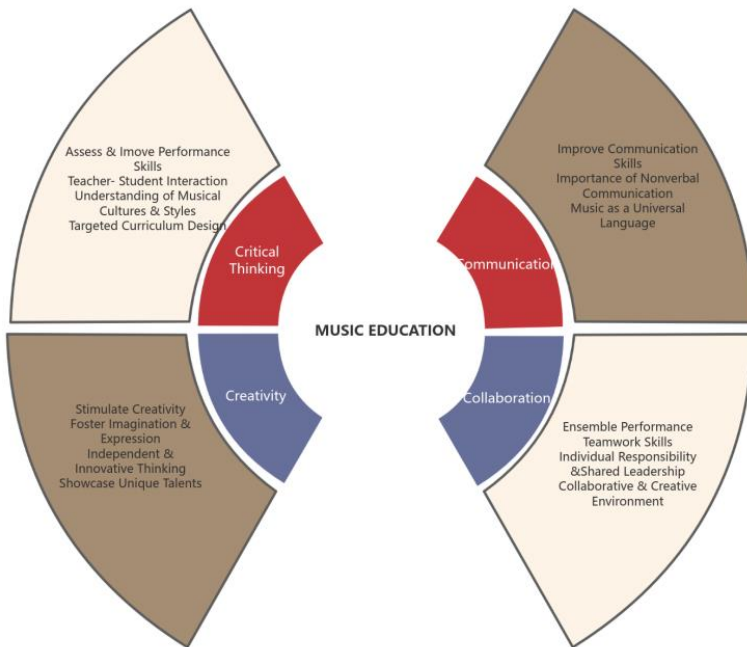 Assess & Imove Performance
Skills
Teacher- Student Interaction
Understanding of Musical
Cultures & Styles
Targeted Curriculum Design
Critical
Thinking
Improve Communication
Skills
Importance of Nonverbal
Communication
Music as a Universal
Language
Communication
MUSIC EDUCATION
Stimulate Creativity
Foster Imagination &
Expression
Independent &
Innovative Thinking
Showcase Unique Talents
Creativity
Collaboration
Ensemble Performance
Teamwork Skills
Individual Responsibility
&Shared Leadership
Collaborative & Creative
Environment